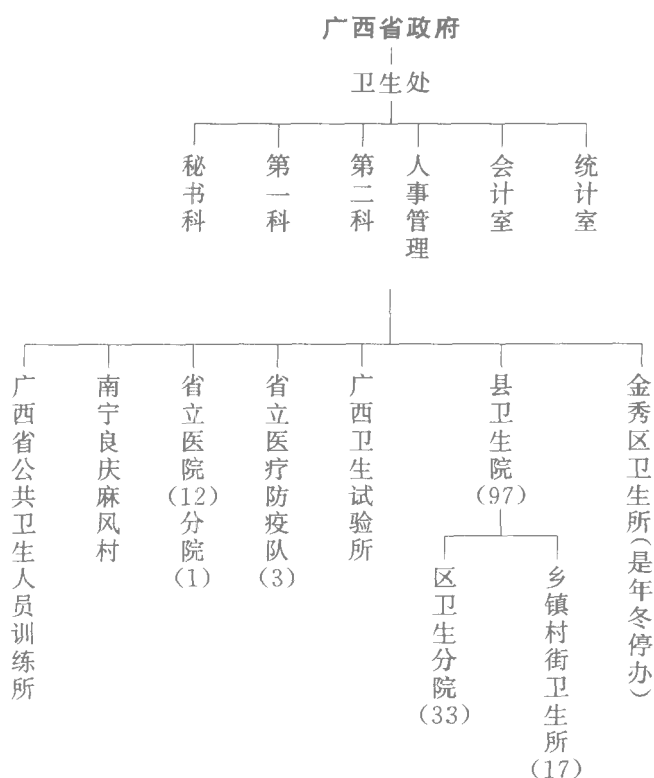 广西省政府
卫生处
秘书科
第一科
第二科
人事管理
会计室
统计室
广西省公共卫生人员训练所
南宁良庆麻风村
省立医院(12)分院(1)
省立医疗防疫队(3)
广西卫生试验所
县卫生院(97)
金秀区卫生所(是年冬停办)
区卫生分院(33)
乡镇村街卫生所(17)